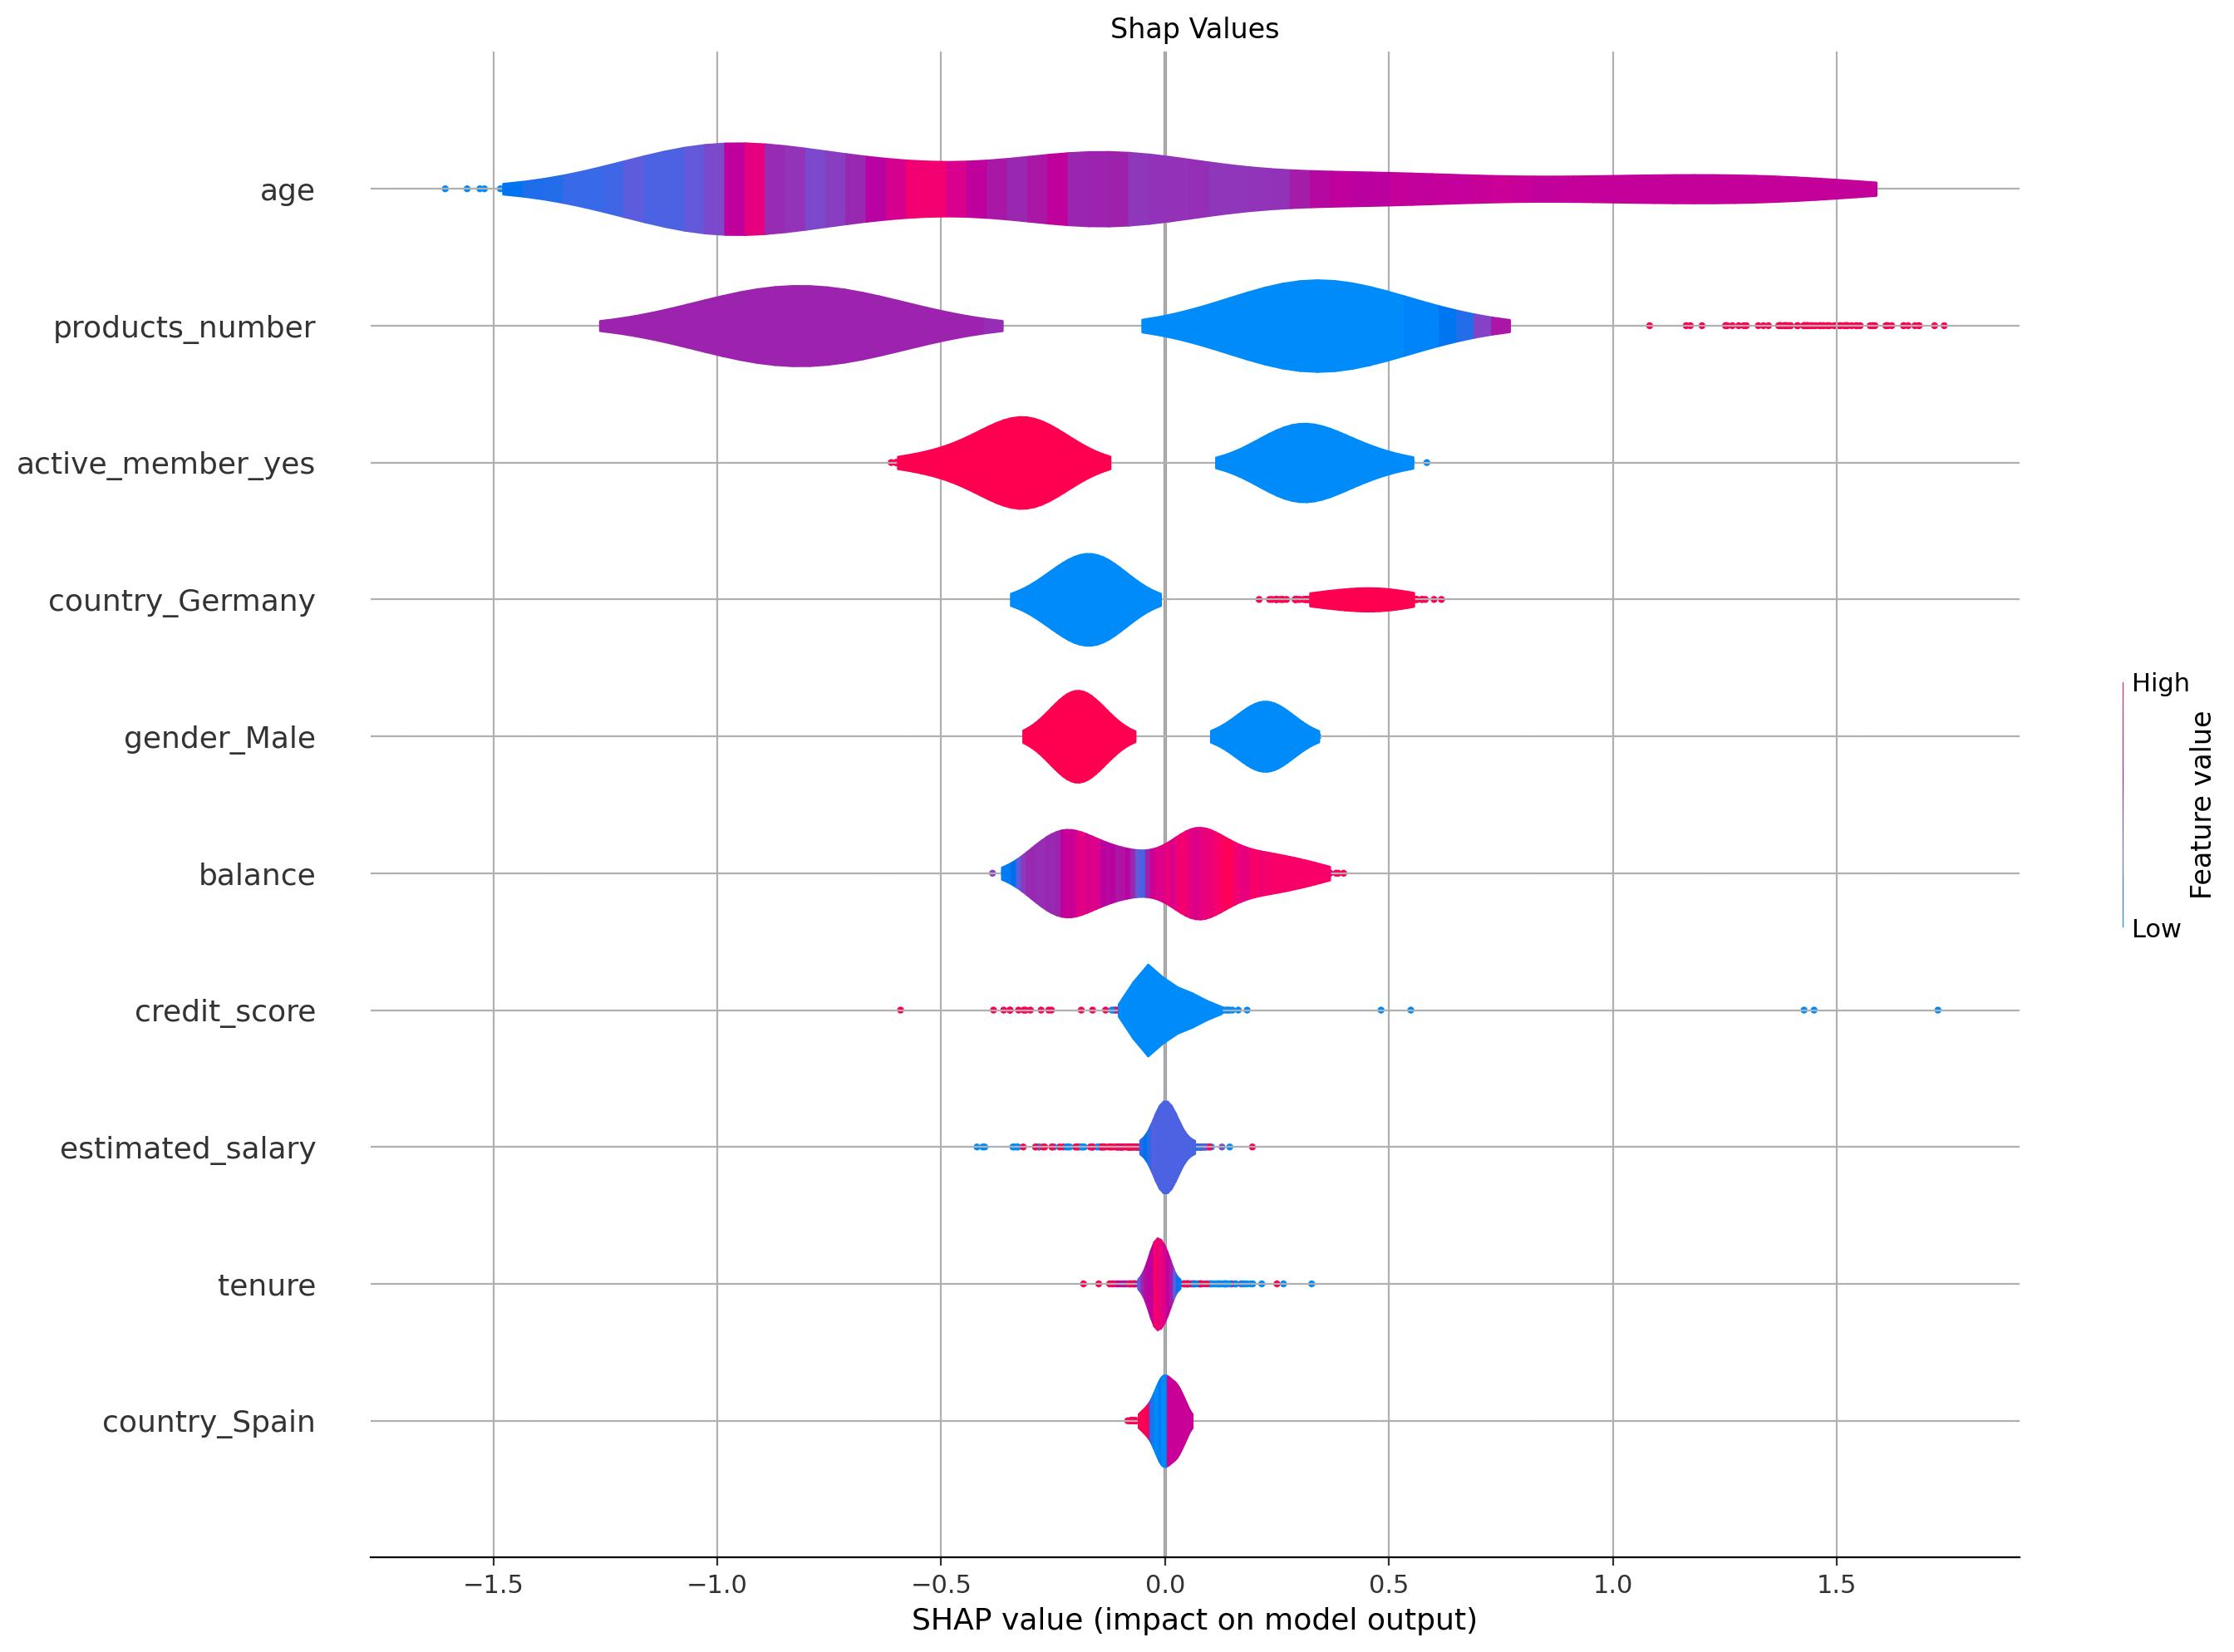 Shap Values
age
products_number
active_member_yes
country_Germany
gender_Male
balance
credit_score
estimated_salary
tenure
country_Spain
High
Feature value
Low
−1.5
−1.0
−0.5
0.0
0.5
1.0
1.5
SHAP value (impact on model output)